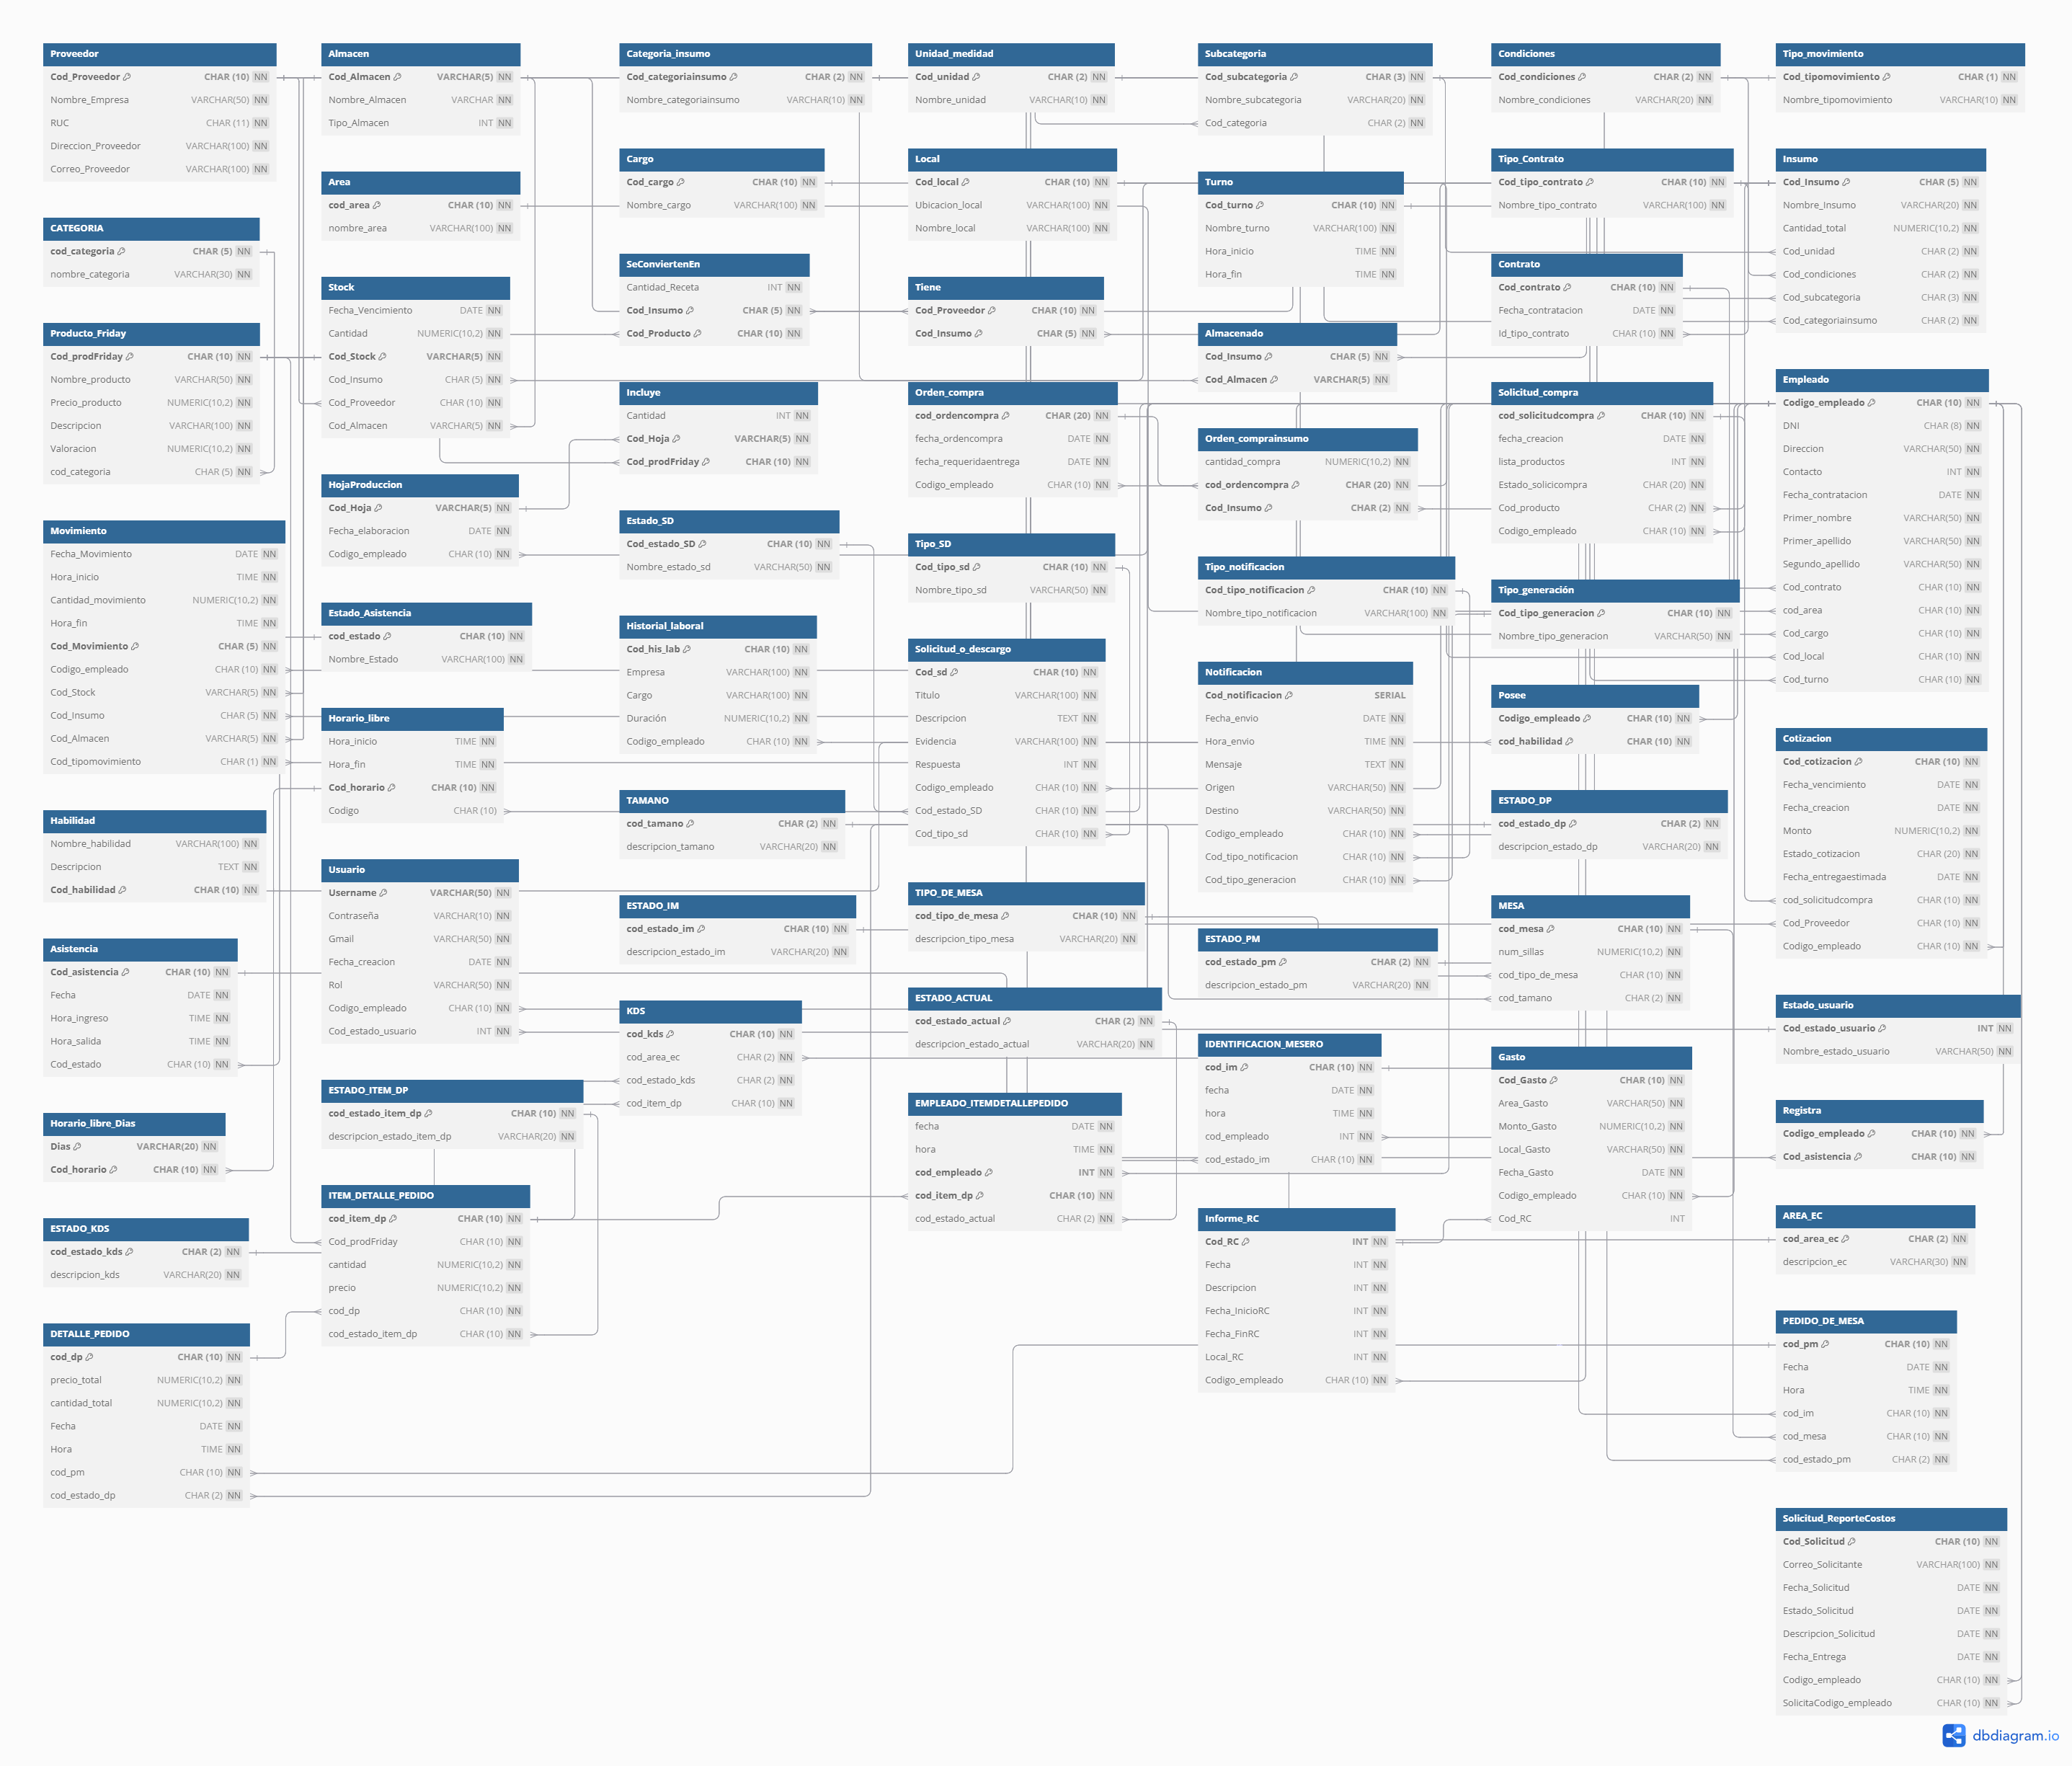 Proveedor
Cod_Proveedor CHAR (10) NN
Nombre_Empresa VARCHAR(50) NN
RUC CHAR (11) NN
Direccion_Proveedor VARCHAR(100) NN
Correo_Proveedor VARCHAR(100) NN
CATEGORIA
cod_categoria CHAR (5) NN
nombre_categoria VARCHAR(30) NN
Producto_Friday
Cod_prodFriday CHAR (10) NN
Nombre_producto VARCHAR(50) NN
Precio_producto NUMERIC(10,2) NN
Descripcion VARCHAR(100) NN
Valoracion NUMERIC(10,2) NN
cod_categoria CHAR (5) NN
Movimiento
Fecha_Movimiento DATE NN
Hora_inicio TIME NN
Cantidad_movimiento NUMERIC(10,2) NN
Hora_fin TIME NN
Cod_Movimiento CHAR (5) NN
Codigo_empleado CHAR (10) NN
Cod_Stock VARCHAR(5) NN
Cod_Insumo CHAR (5) NN
Cod_Almacen VARCHAR(5) NN
Cod_tipomovimiento CHAR (1) NN
Habilidad
Nombre_habilidad VARCHAR(100) NN
Descripcion TEXT NN
Cod_habilidad CHAR (10) NN
Asistencia
Cod_asistencia CHAR (10) NN
Fecha DATE NN
Hora_ingreso TIME NN
Hora_salida TIME NN
Cod_estado CHAR (10) NN
Horario_libre_Dias
Dias VARCHAR(20) NN
Cod_horario CHAR (10) NN
ESTADO_KDS
cod_estado_kds CHAR (2) NN
descripcion_kds VARCHAR(20) NN
DETALLE_PEDIDO
cod_dp CHAR (10) NN
precio_total NUMERIC(10,2) NN
cantidad_total NUMERIC(10,2) NN
Fecha DATE NN
Hora TIME NN
cod_pm CHAR (10) NN
cod_estado_dp CHAR (2) NN
Almacen
Cod_Almacen VARCHAR(5) NN
Nombre_Almacen VARCHAR NN
Tipo_Almacen INT NN
Area
cod_area CHAR (10) NN
nombre_area VARCHAR(100) NN
Stock
Fecha_Vencimiento DATE NN
Cantidad NUMERIC(10,2) NN
Cod_Stock VARCHAR(5) NN
Cod_Insumo CHAR (5) NN
Cod_Proveedor CHAR (10) NN
Cod_Almacen VARCHAR(5) NN
HojaProduccion
Cod_Hoja VARCHAR(5) NN
Fecha_elaboracion DATE NN
Codigo_empleado CHAR (10) NN
Estado_Asistencia
cod_estado CHAR (10) NN
Nombre_Estado VARCHAR(100) NN
Horario_libre
Hora_inicio TIME NN
Hora_fin TIME NN
Cod_horario CHAR (10) NN
Codigo CHAR (10)
Usuario
Username VARCHAR(50) NN
Contraseña VARCHAR(10) NN
Gmail VARCHAR(50) NN
Fecha_creacion DATE NN
Rol VARCHAR(50) NN
Codigo_empleado CHAR (10) NN
Cod_estado_usuario INT NN
ESTADO_ITEM_DP
cod_estado_item_dp CHAR (10) NN
descripcion_estado_item_dp VARCHAR(20) NN
ITEM_DETALLE_PEDIDO
cod_item_dp CHAR (10) NN
Cod_prodFriday CHAR (10) NN
cantidad NUMERIC(10,2) NN
precio NUMERIC(10,2) NN
cod_dp CHAR (10) NN
cod_estado_item_dp CHAR (10) NN
Categoria_insumo
Cod_categoriainsumo CHAR (2) NN
Nombre_categoriainsumo VARCHAR(10) NN
Cargo
Cod_cargo CHAR (10) NN
Nombre_cargo VARCHAR(100) NN
SeConviertenEn
Cantidad_Receta INT NN
Cod_Insumo CHAR (5) NN
Cod_Producto CHAR (10) NN
Incluye
Cantidad INT NN
Cod_Hoja VARCHAR(5) NN
Cod_prodFriday CHAR (10) NN
Estado_SD
Cod_estado_SD CHAR (10) NN
Nombre_estado_sd VARCHAR(50) NN
Historial_laboral
Cod_his_lab CHAR (10) NN
Empresa VARCHAR(100) NN
Cargo VARCHAR(100) NN
Duración NUMERIC(10,2) NN
Codigo_empleado CHAR (10) NN
TAMANO
cod_tamano CHAR (2) NN
descripcion_tamano VARCHAR(20) NN
ESTADO_IM
cod_estado_im CHAR (10) NN
descripcion_estado_im VARCHAR(20) NN
KDS
cod_kds CHAR (10) NN
cod_area_ec CHAR (2) NN
cod_estado_kds CHAR (2) NN
cod_item_dp CHAR (10) NN
Unidad_medidad
Cod_unidad CHAR (2) NN
Nombre_unidad VARCHAR(10) NN
Local
Cod_local CHAR (10) NN
Ubicacion_local VARCHAR(100) NN
Nombre_local VARCHAR(100) NN
Tiene
Cod_Proveedor CHAR (10) NN
Cod_Insumo CHAR (5) NN
Orden_compra
cod_ordencompra CHAR (20) NN
fecha_ordencompra DATE NN
fecha_requeridaentrega DATE NN
Codigo_empleado CHAR (10) NN
Tipo_SD
Cod_tipo_sd CHAR (10) NN
Nombre_tipo_sd VARCHAR(50) NN
Solicitud_o_descargo
Cod_sd CHAR (10) NN
Titulo VARCHAR(100) NN
Descripcion TEXT NN
Evidencia VARCHAR(100) NN
Respuesta INT NN
Codigo_empleado CHAR (10) NN
Cod_estado_SD CHAR (10) NN
Cod_tipo_sd CHAR (10) NN
TIPO_DE_MESA
cod_tipo_de_mesa CHAR (10) NN
descripcion_tipo_mesa VARCHAR(20) NN
ESTADO_ACTUAL
cod_estado_actual CHAR (2) NN
descripcion_estado_actual VARCHAR(20) NN
EMPLEADO_ITEMDETALLEPEDIDO
fecha DATE NN
hora TIME NN
cod_empleado INT NN
cod_item_dp CHAR (10) NN
cod_estado_actual CHAR (2) NN
Subcategoria
Cod_subcategoria CHAR (3) NN
Nombre_subcategoria VARCHAR(20) NN
Cod_categoria CHAR (2) NN
Turno
Cod_turno CHAR (10) NN
Nombre_turno VARCHAR(100) NN
Hora_inicio TIME NN
Hora_fin TIME NN
Almacenado
Cod_Insumo CHAR (5) NN
Cod_Almacen VARCHAR(5) NN
Orden_comprainsumo
cantidad_compra NUMERIC(10,2) NN
cod_ordencompra CHAR (20) NN
Cod_Insumo CHAR (2) NN
Tipo_notificacion
Cod_tipo_notificacion CHAR (10) NN
Nombre_tipo_notificacion VARCHAR(100) NN
Notificacion
Cod_notificacion SERIAL
Fecha_envio DATE NN
Hora_envio TIME NN
Mensaje TEXT NN
Origen VARCHAR(50) NN
Destino VARCHAR(50) NN
Codigo_empleado CHAR (10) NN
Cod_tipo_notificacion CHAR (10) NN
Cod_tipo_generacion CHAR (10) NN
ESTADO_PM
cod_estado_pm CHAR (2) NN
descripcion_estado_pm VARCHAR(20) NN
IDENTIFICACION_MESERO
cod_im CHAR (10) NN
fecha DATE NN
hora TIME NN
cod_empleado INT NN
cod_estado_im CHAR (10) NN
Informe_RC
Cod_RC INT NN
Fecha INT NN
Descripcion INT NN
Fecha_InicioRC INT NN
Fecha_FinRC INT NN
Local_RC INT NN
Codigo_empleado CHAR (10) NN
Condiciones
Cod_condiciones CHAR (2) NN
Nombre_condiciones VARCHAR(20) NN
Tipo_Contrato
Cod_tipo_contrato CHAR (10) NN
Nombre_tipo_contrato VARCHAR(100) NN
Contrato
Cod_contrato CHAR (10) NN
Fecha_contratacion DATE NN
Id_tipo_contrato CHAR (10) NN
Solicitud_compra
cod_solicitudcompra CHAR (10) NN
fecha_creacion DATE NN
lista_productos INT NN
Estado_solicicompra CHAR (20) NN
Cod_producto CHAR (2) NN
Codigo_empleado CHAR (10) NN
Tipo_generación
Cod_tipo_generacion CHAR (10) NN
Nombre_tipo_generacion VARCHAR(50) NN
Posee
Codigo_empleado CHAR (10) NN
cod_habilidad CHAR (10) NN
ESTADO_DP
cod_estado_dp CHAR (2) NN
descripcion_estado_dp VARCHAR(20) NN
MESA
cod_mesa CHAR (10) NN
num_sillas NUMERIC(10,2) NN
cod_tipo_de_mesa CHAR (10) NN
cod_tamano CHAR (2) NN
Gasto
Cod_Gasto CHAR (10) NN
Area_Gasto VARCHAR(50) NN
Monto_Gasto NUMERIC(10,2) NN
Local_Gasto VARCHAR(50) NN
Fecha_Gasto DATE NN
Codigo_empleado CHAR (10) NN
Cod_RC INT
Tipo_movimiento
Cod_tipomovimiento CHAR (1) NN
Nombre_tipomovimiento VARCHAR(10) NN
Insumo
Cod_Insumo CHAR (5) NN
Nombre_Insumo VARCHAR(20) NN
Cantidad_total NUMERIC(10,2) NN
Cod_unidad CHAR (2) NN
Cod_condiciones CHAR (2) NN
Cod_subcategoria CHAR (3) NN
Cod_categoriainsumo CHAR (2) NN
Empleado
Codigo_empleado CHAR (10) NN
DNI CHAR (8) NN
Direccion VARCHAR(50) NN
Contacto INT NN
Fecha_contratacion DATE NN
Primer_nombre VARCHAR(50) NN
Primer_apellido VARCHAR(50) NN
Segundo_apellido VARCHAR(50) NN
Cod_contrato CHAR (10) NN
cod_area CHAR (10) NN
Cod_cargo CHAR (10) NN
Cod_local CHAR (10) NN
Cod_turno CHAR (10) NN
Cotizacion
Cod_cotizacion CHAR (10) NN
Fecha_vencimiento DATE NN
Fecha_creacion DATE NN
Monto NUMERIC(10,2) NN
Estado_cotizacion CHAR (20) NN
Fecha_entregaestimada DATE NN
cod_solicitudcompra CHAR (10) NN
Cod_Proveedor CHAR (10) NN
Codigo_empleado CHAR (10) NN
Estado_usuario
Cod_estado_usuario INT NN
Nombre_estado_usuario VARCHAR(50) NN
Registra
Codigo_empleado CHAR (10) NN
Cod_asistencia CHAR (10) NN
AREA_EC
cod_area_ec CHAR (2) NN
descripcion_ec VARCHAR(30) NN
PEDIDO_DE_MESA
cod_pm CHAR (10) NN
Fecha DATE NN
Hora TIME NN
cod_im CHAR (10) NN
cod_mesa CHAR (10) NN
cod_estado_pm CHAR (2) NN
Solicitud_ReporteCostos
Cod_Solicitud CHAR (10) NN
Correo_Solicitante VARCHAR(100) NN
Fecha_Solicitud DATE NN
Estado_Solicitud DATE NN
Descripcion_Solicitud DATE NN
Fecha_Entrega DATE NN
Codigo_empleado CHAR (10) NN
SolicitaCodigo_empleado CHAR (10) NN
dbdiagram.io